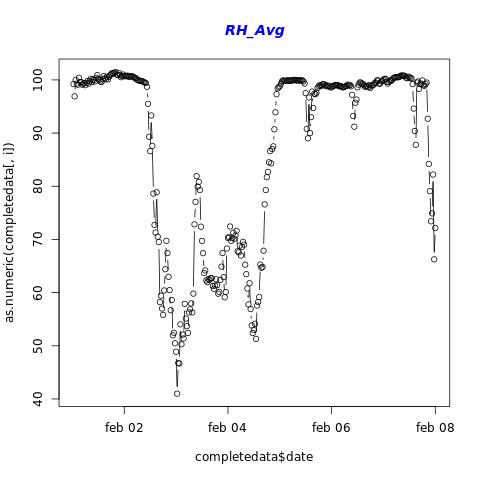 RH_Avg
as.numeric(completedata[, i])
100
90
80
70
60
50
40
feb 02
feb 04
feb 06
feb 08
completedata$date